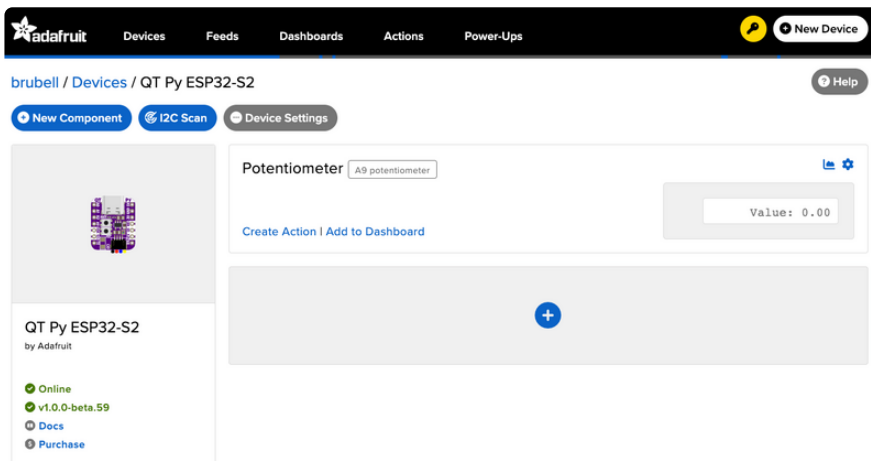 adafruit Devices Feeds Dashboards Actions Power-Ups New Device
brubell / Devices / QT Py ESP32-S2 Help
New Component I2C Scan Device Settings
Potentiometer A9 potentiometer
Value: 0.00
Create Action | Add to Dashboard
QT Py ESP32-S2
by Adafruit
Online
v1.0.0-beta.59
Docs
Purchase